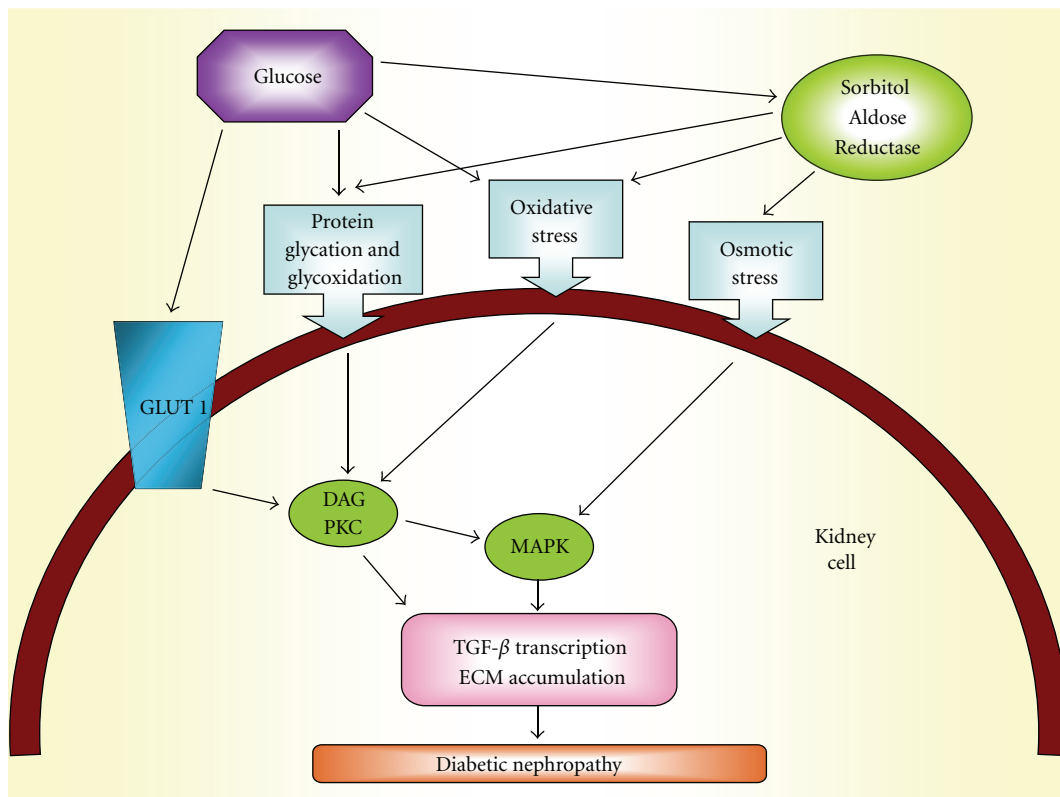 Glucose
Sorbitol
Aldose
Reductase
Protein
glycation and
glycoxidation
Oxidative
stress
Osmotic
stress
GLUT 1
DAG
PKC
MAPK
Kidney
cell
TGF-β transcription
ECM accumulation
Diabetic nephropathy